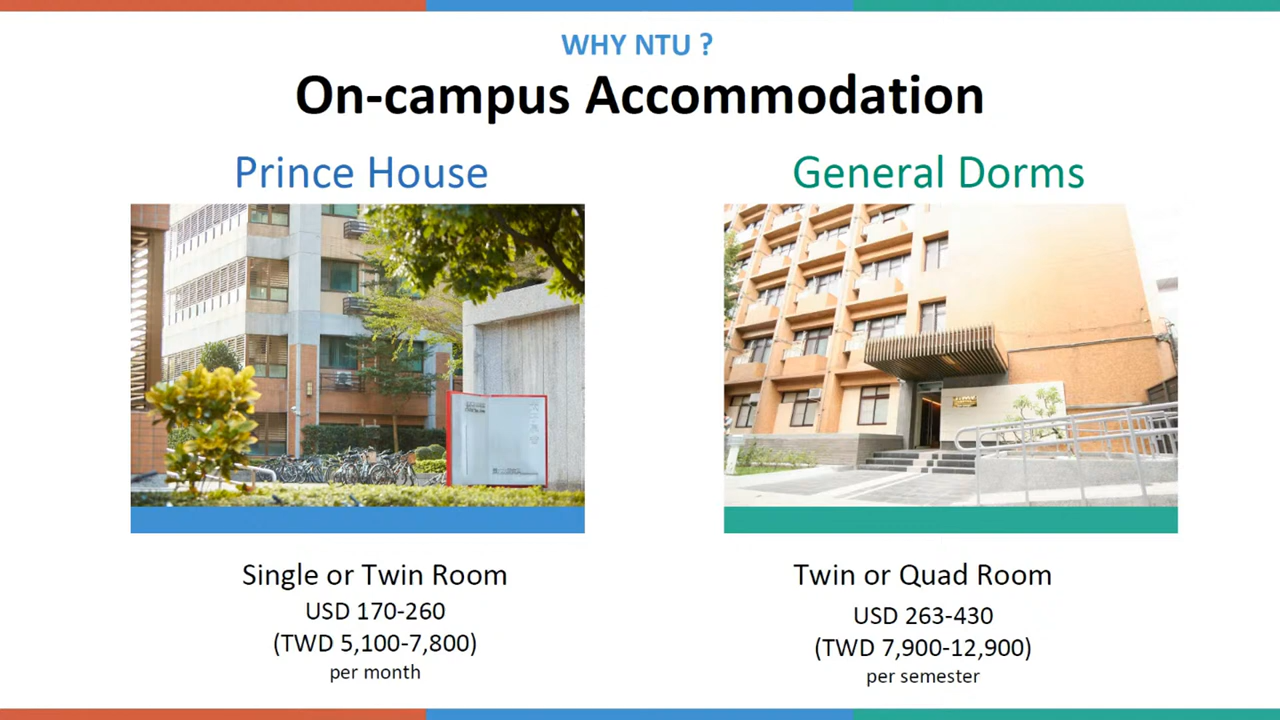 WHY NTU ?
On-campus Accommodation
Prince House
General Dorms
Single or Twin Room
USD 170-260
(TWD 5,100-7,800)
per month
Twin or Quad Room
USD 263-430
(TWD 7,900-12,900)
per semester